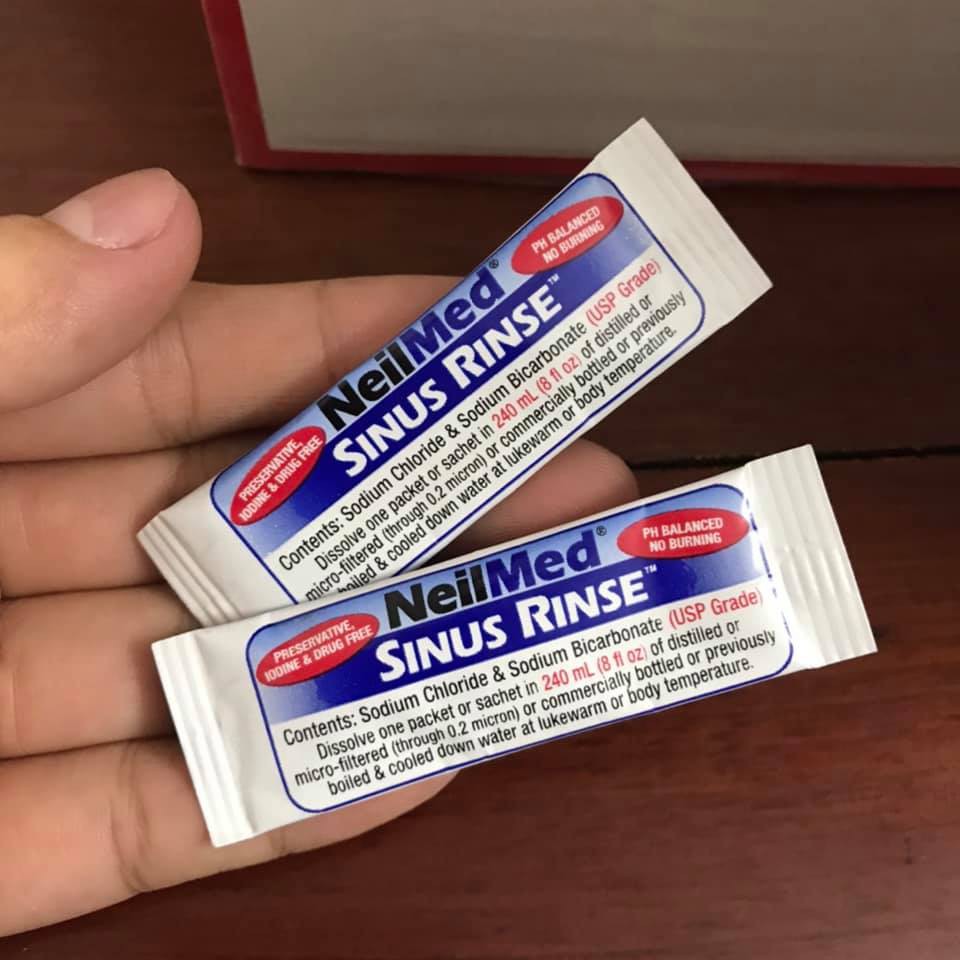 PH BALANCED
NO BURNING
NeilMed®
SINUS RINSE™
PRESERVATIVE,
IODINE & DRUG FREE
Contents: Sodium Chloride & Sodium Bicarbonate (USP Grade)
Dissolve one packet or sachet in 240 mL (8 fl oz) of distilled or
micro-filtered (through 0.2 micron) or commercially bottled or previously
boiled & cooled down water at lukewarm or body temperature.
PH BALANCED
NO BURNING
NeilMed®
SINUS RINSE™
PRESERVATIVE,
IODINE & DRUG FREE
Contents: Sodium Chloride & Sodium Bicarbonate (USP Grade)
Dissolve one packet or sachet in 240 mL (8 fl oz) of distilled or
micro-filtered (through 0.2 micron) or commercially bottled or previously
boiled & cooled down water at lukewarm or body temperature.